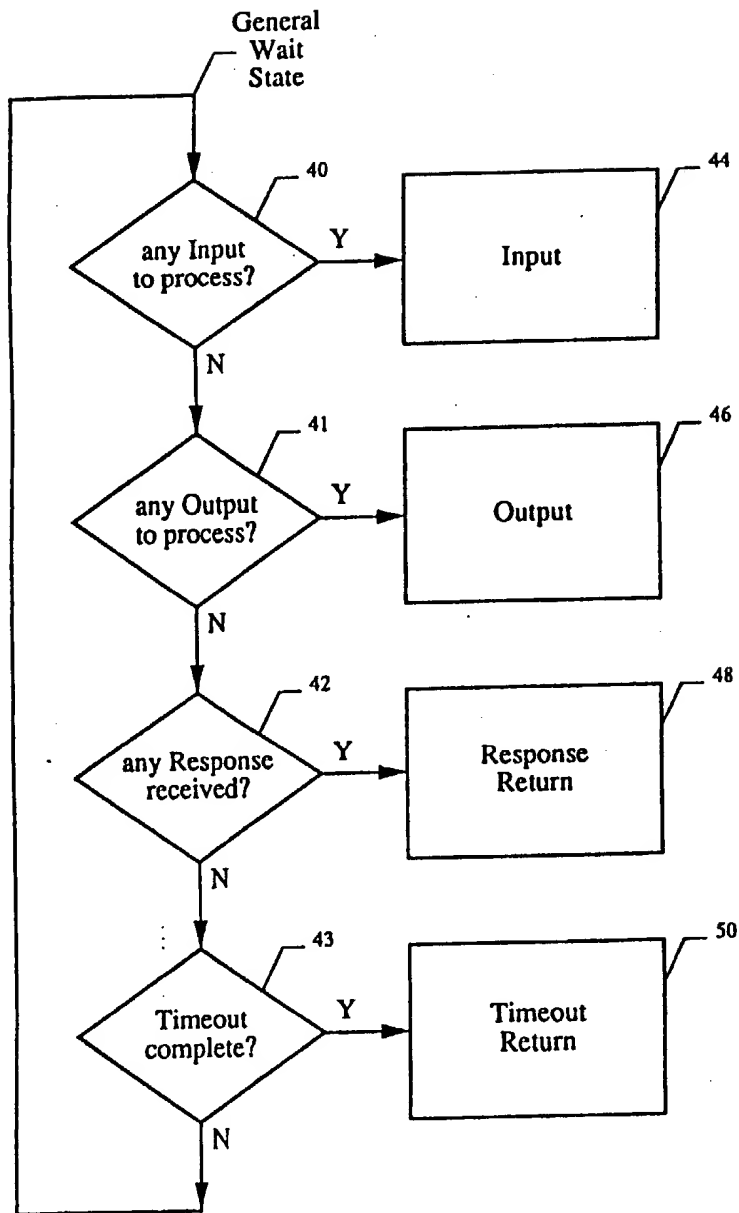 General
Wait
State
40
44
any Input
to process?
Y
Input
N
41
46
any Output
to process?
Y
Output
N
42
48
any Response
received?
Y
Response
Return
N
43
50
Timeout
complete?
Y
Timeout
Return
N